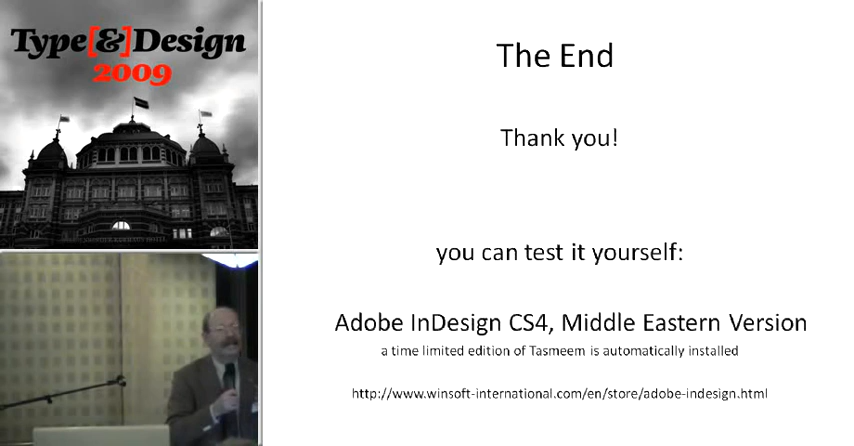 Type[&]Design
2009
The End
Thank you!
you can test it yourself:
Adobe InDesign CS4, Middle Eastern Version
a time limited edition of Tasmeem is automatically installed
http://www.winsoft-international.com/en/store/adobe-indesign.html